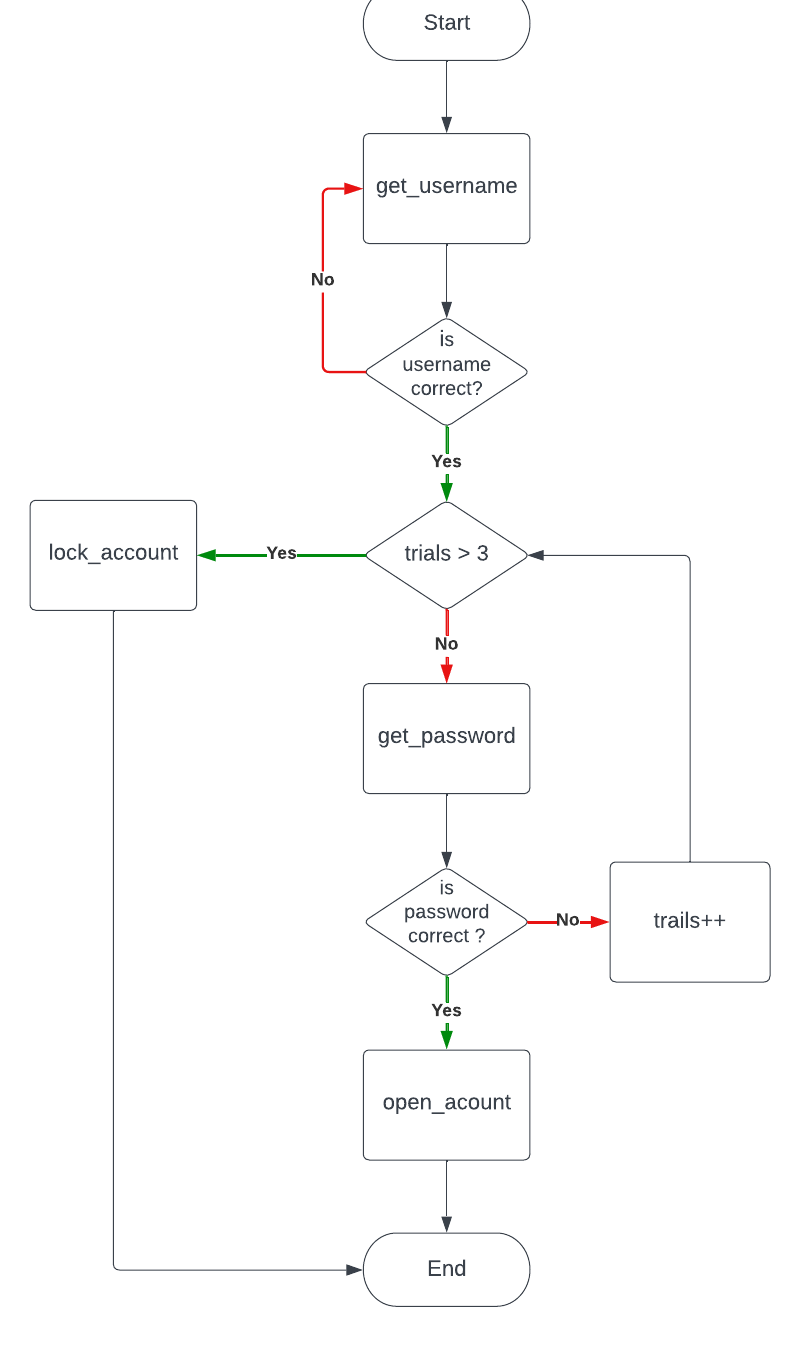 Start
get_username
No
is
username
correct?
Yes
lock_account
Yes
trials > 3
No
get_password
is
password
correct ?
No
trails++
Yes
open_acount
End